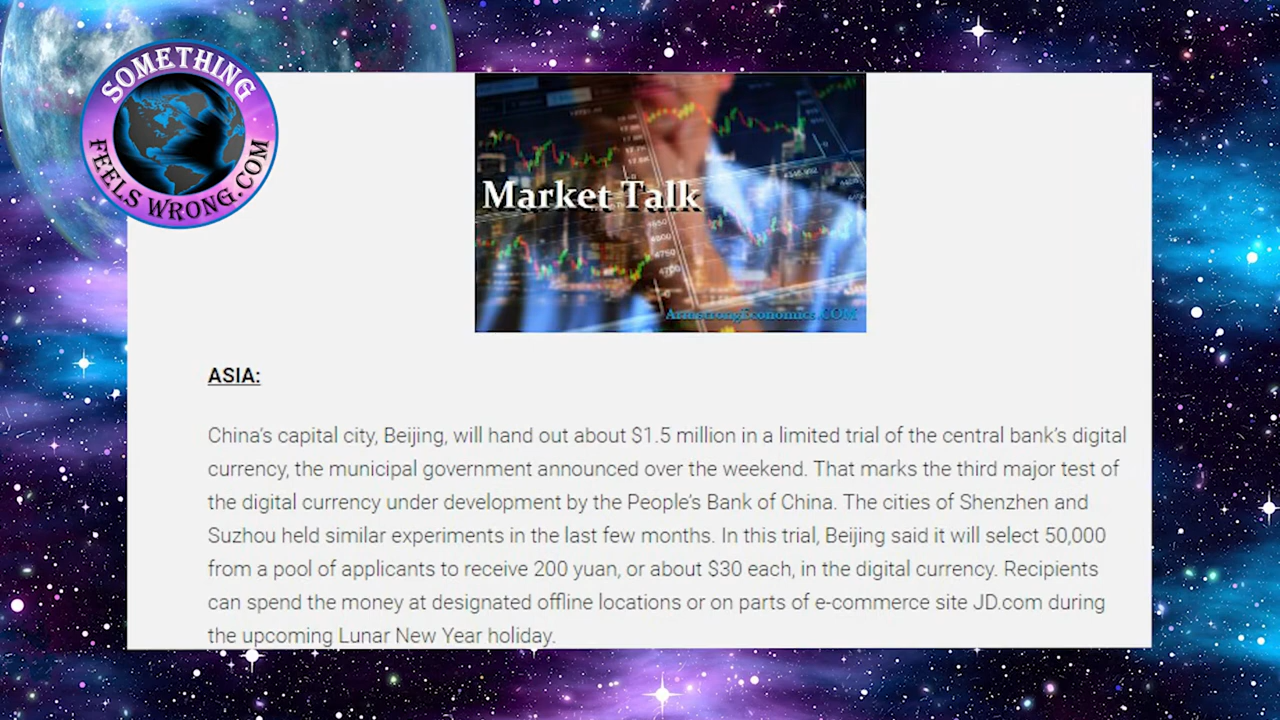 SOMETHING
FEELS WRONG.COM
Market Talk
4650
4800
4750
4700
ArmstrongEconomics.COM
ASIA:
China's capital city, Beijing, will hand out about $1.5 million in a limited trial of the central bank's digital
currency, the municipal government announced over the weekend. That marks the third major test of
the digital currency under development by the People's Bank of China. The cities of Shenzhen and
Suzhou held similar experiments in the last few months. In this trial, Beijing said it will select 50,000
from a pool of applicants to receive 200 yuan, or about $30 each, in the digital currency. Recipients
can spend the money at designated offline locations or on parts of e-commerce site JD.com during
the upcoming Lunar New Year holiday.